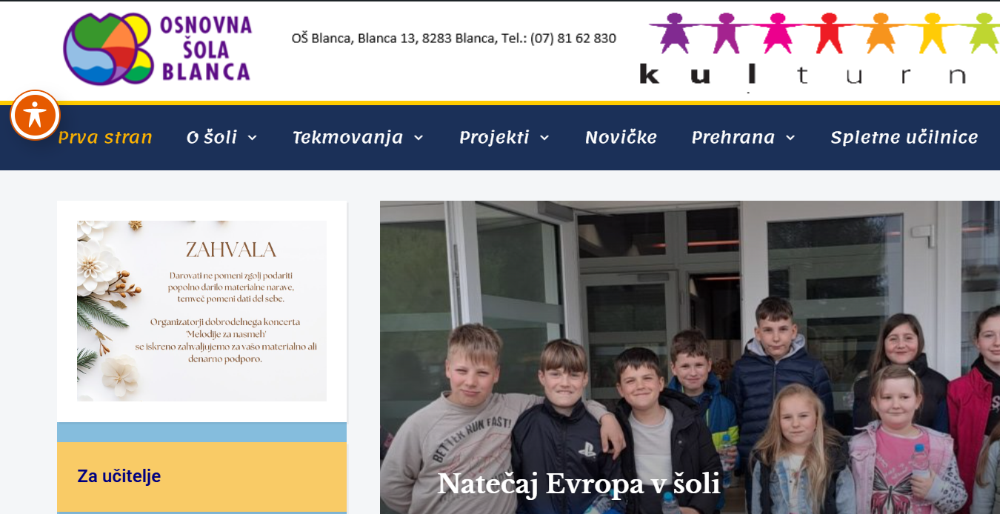 OSNOVNA
ŠOLA
BLANCA
OŠ Blanca, Blanca 13, 8283 Blanca, Tel.: (07) 81 62 830
kulturn
Prva stran
O šoli
Tekmovanja
Projekti
Novičke
Prehrana
Spletne učilnice
ZAHVALA
Darovati ne pomeni zgolj podariti
popolno darilo materialne narave,
temveč pomeni dati del sebe.
Organizatorji dobrodelnega koncerta
"Melodije za nasmeh"
se iskreno zahvaljujemo za vašo materialno ali
denarno podporo.
BETTER RUN FAST!
Natečaj Evropa v šoli
Za učitelje